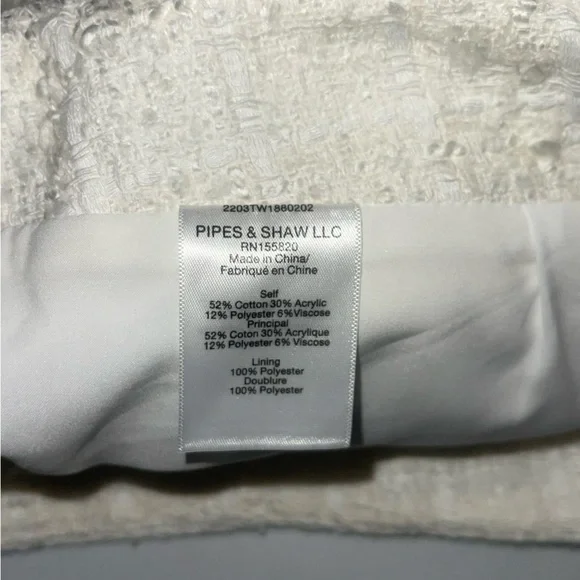 2203TW1860202
PIPES & SHAW LLC
RN155820
Made in China/
Fabriqué en Chine
Self
52% Cotton 30% Acrylic
12% Polyester 6%Viscose
Principal
52% Coton 30% Acrylique
12% Polyester 6%Viscose
Lining
100% Polyester
Doublure
100% Polyester